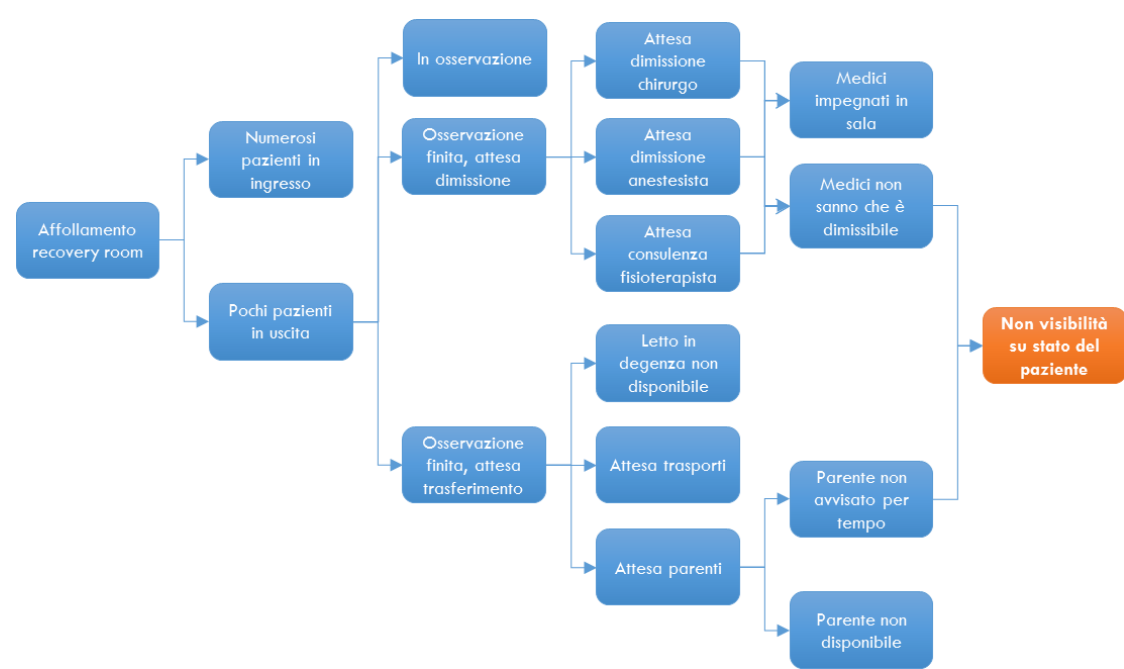 Affollamento
recovery room
Numerosi
pazienti in
ingresso
Pochi pazienti
in uscita
In osservazione
Osservazione
finita, attesa
dimissione
Osservazione
finita, attesa
trasferimento
Attesa
dimissione
chirurgo
Attesa
dimissione
anestesista
Attesa
consulenza
fisioterapista
Letto in
degenza non
disponibile
Attesa trasporti
Attesa parenti
Medici
impegnati in
sala
Medici non
sanno che è
dimissibile
Parente non
avvisato per
tempo
Parente non
disponibile
Non visibilità
su stato del
paziente